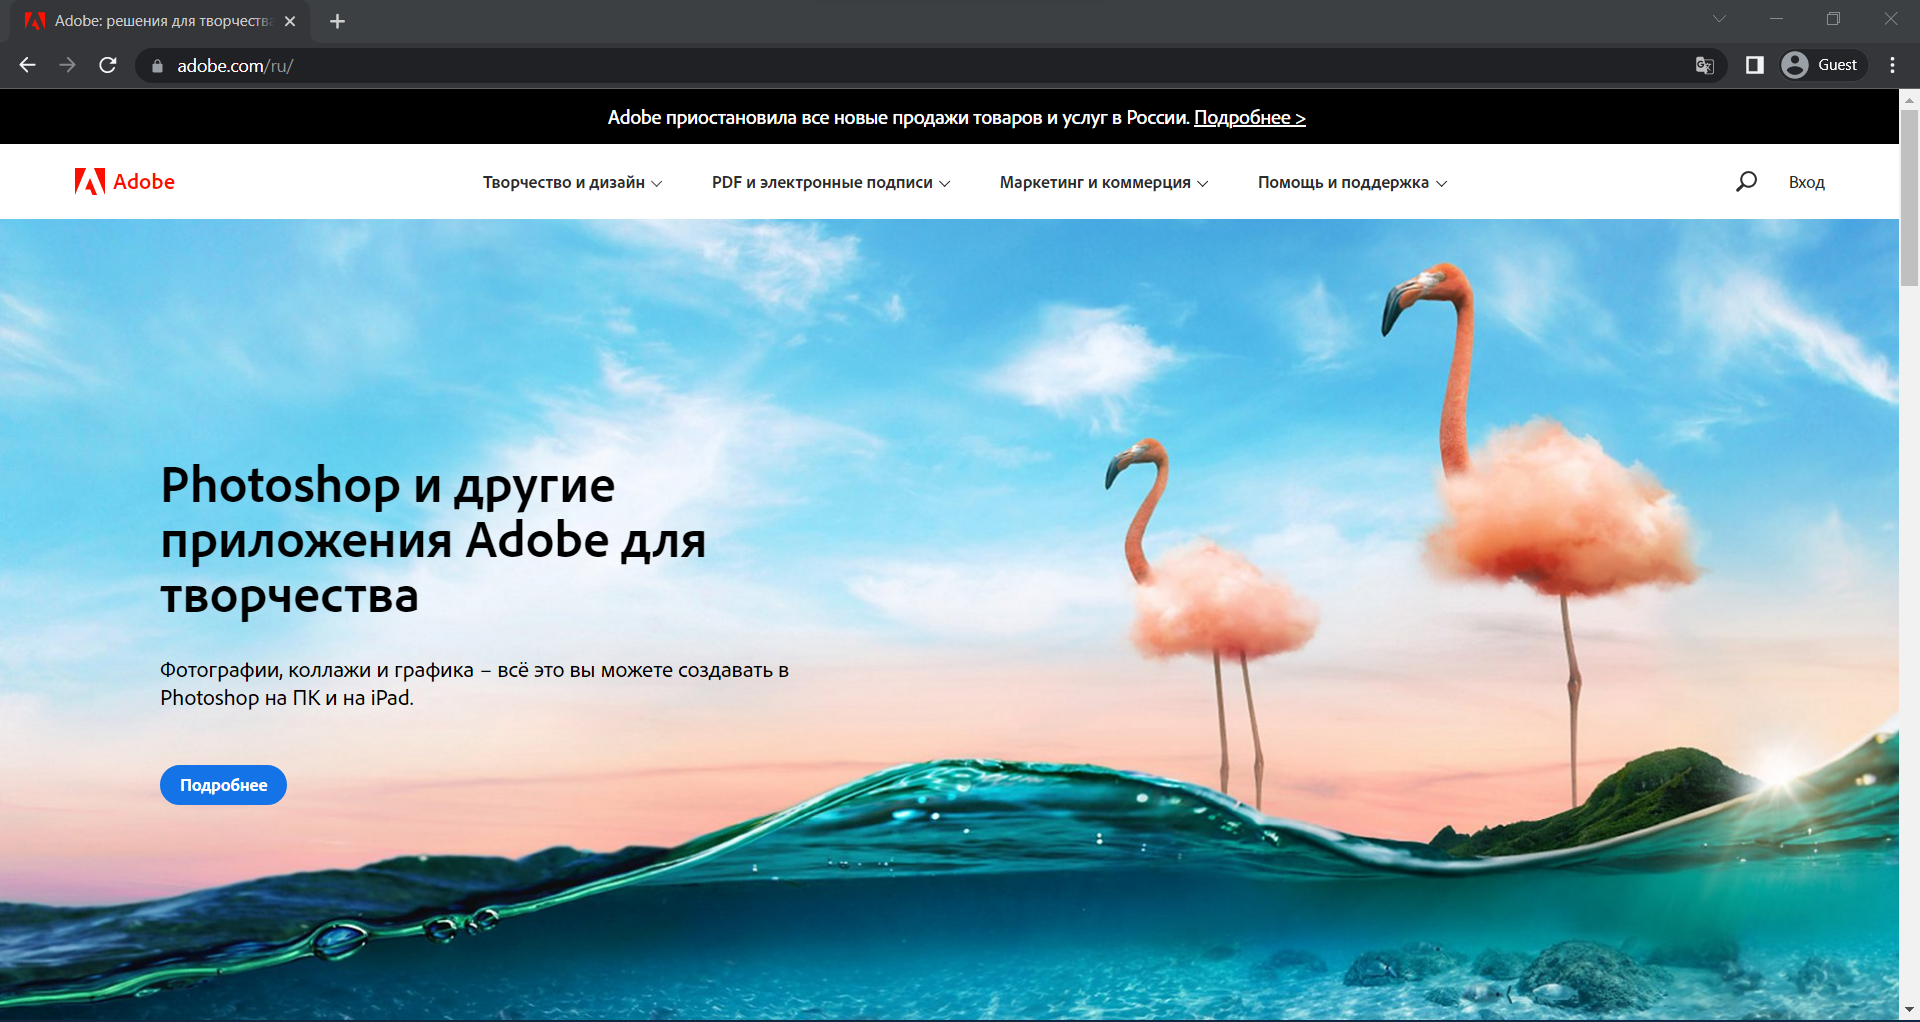 Adobe: решения для творчества
adobe.com/ru/
Guest
Adobe приостановила все новые продажи товаров и услуг в России. Подробнее >
Adobe
Творчество и дизайн
PDF и электронные подписи
Маркетинг и коммерция
Помощь и поддержка
Вход
Photoshop и другие
приложения Adobe для
творчества
Фотографии, коллажи и графика – всё это вы можете создавать в
Photoshop на ПК и на iPad.
Подробнее